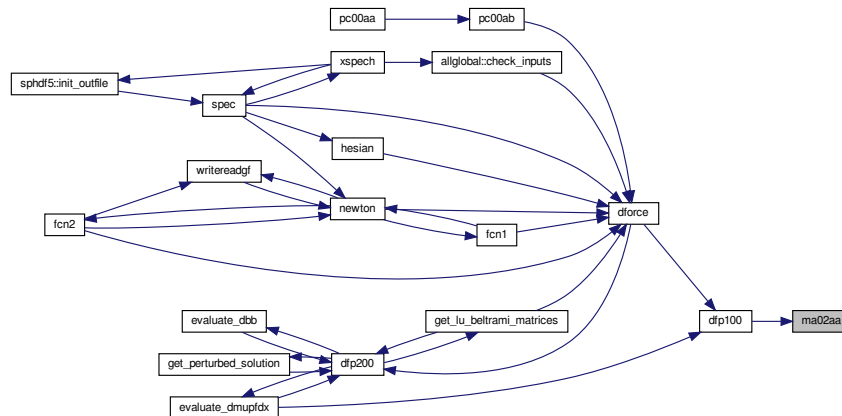 pc00aa
pc00ab
xspech
allglobal::check_inputs
sphdf5::init_outfile
spec
hesian
writereadgf
newton
dforce
fcn2
fcn1
evaluate_dbb
get_lu_beltrami_matrices
dfp100
ma02aa
get_perturbed_solution
dfp200
evaluate_dmupfdx